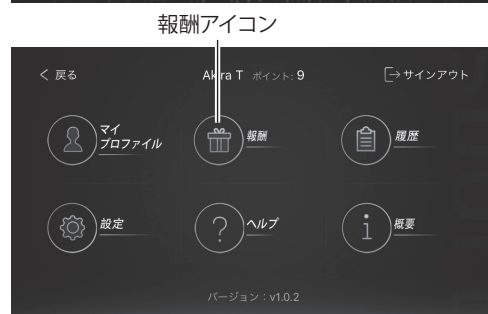 報酬アイコン
戻る
Akira T ポイント: 9
サインアウト
マイ
プロファイル
報酬
履歴
設定
ヘルプ
概要
バージョン：v1.0.2